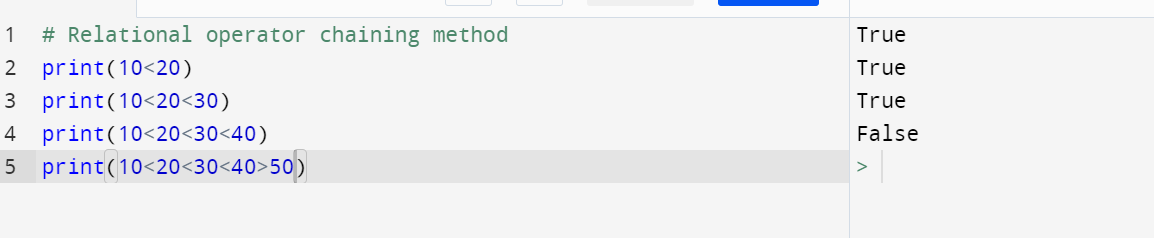 1 # Relational operator chaining method
2 print(10<20)
3 print(10<20<30)
4 print(10<20<30<40)
5 print(10<20<30<40>50)
True
True
True
False
>